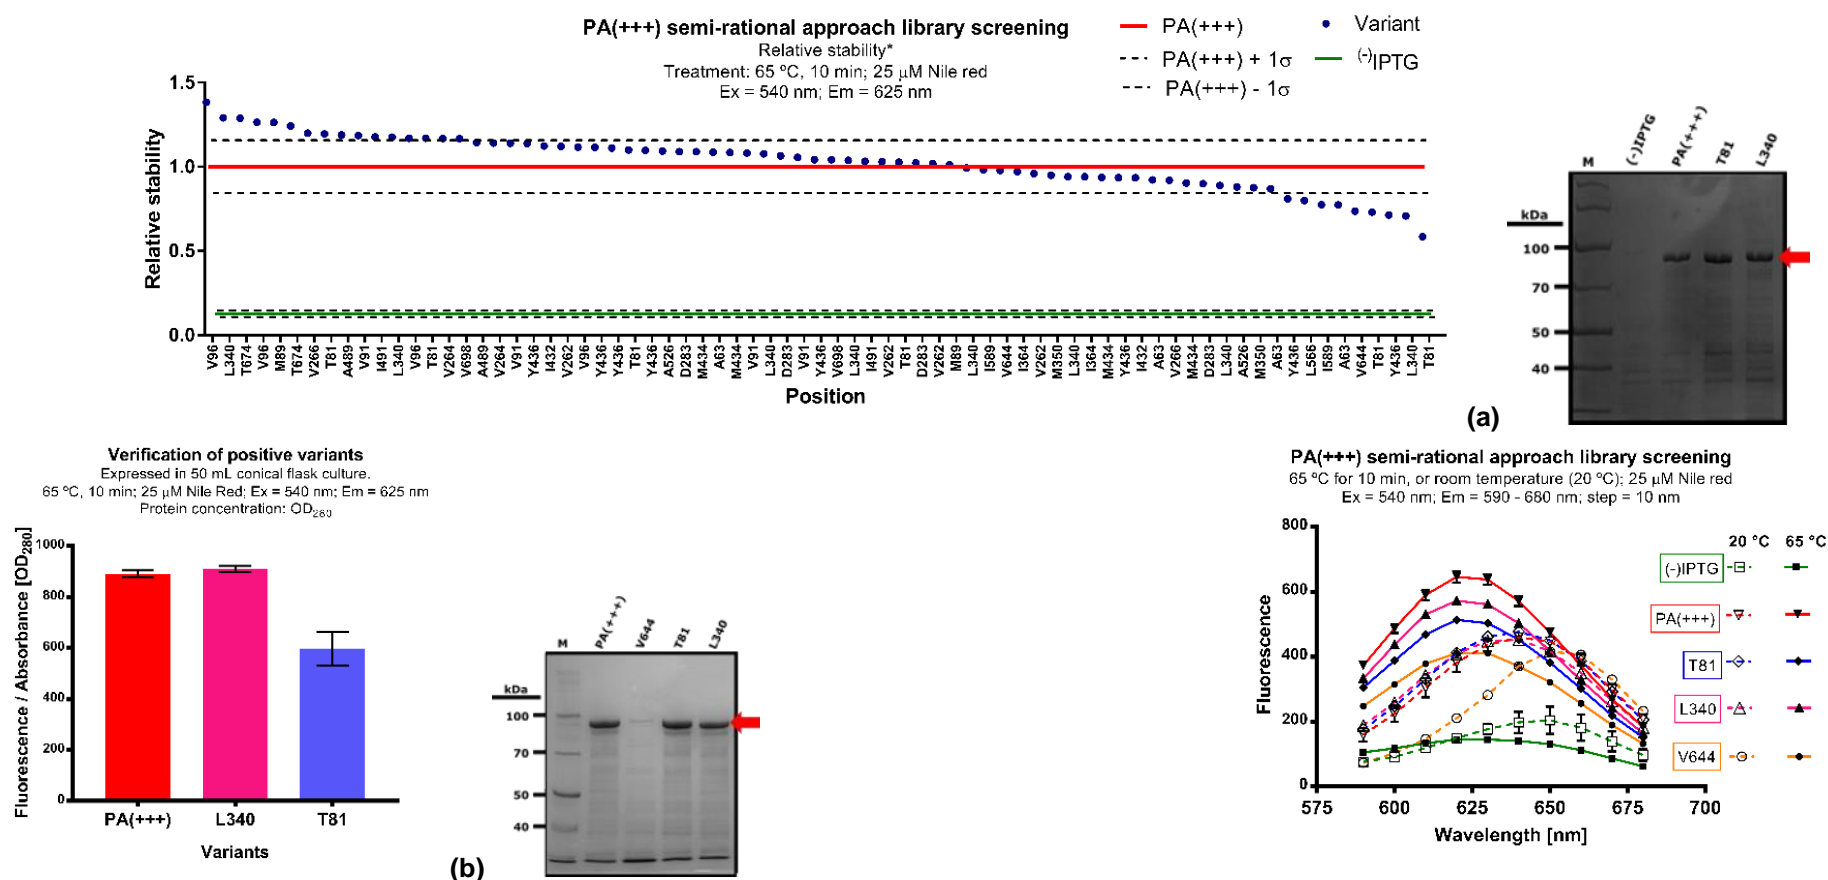 PA(+++) semi-rational approach library screening
Relative stability*
Treatment: 65 ºC, 10 min; 25 µM Nile red
Ex = 540 nm; Em = 625 nm
PA(+++)
PA(+++) + 1σ
PA(+++) - 1σ
Variant
(-)IPTG
Relative stability
1.5
1.0
0.5
0.0
V96 L340 T674 V96 M89 T674 V266 T81 A489 V91 I491 L340 V96 T81 V264 V698 A489 V264 V91 Y436 I432 V262 V96 Y436 Y436 T81 Y436 A526 D283 M434 A63 M434 V91 L340 D283 Y436 V698 L340 I491 V262 T81 D283 V262 M89 L340 I589 V644 I364 V262 M350 L340 I364 M434 Y436 I432 A63 V266 M434 D283 L340 A526 M350 A63 Y436 L566 I589 A63 V644 T81 Y436 L340 T81
Position
M (-)IPTG PA(+++) T81 L340
kDa
100
70
50
40
(a)
Verification of positive variants
Expressed in 50 mL conical flask culture.
65 ºC, 10 min; 25 µM Nile Red; Ex = 540 nm; Em = 625 nm
Protein concentration: OD280
Fluorescence / Absorbance [OD280]
1000
800
600
400
200
0
PA(+++) L340 T81
Variants
M PA(+++) V644 T81 L340
kDa
100
70
50
40
(b)
PA(+++) semi-rational approach library screening
65 ºC for 10 min, or room temperature (20 ºC); 25 µM Nile red
Ex = 540 nm; Em = 590 - 680 nm; step = 10 nm
Fluorescence
800
600
400
200
0
575 600 625 650 675 700
Wavelength [nm]
20 °C 65 °C
(-)IPTG
PA(+++)
T81
L340
V644